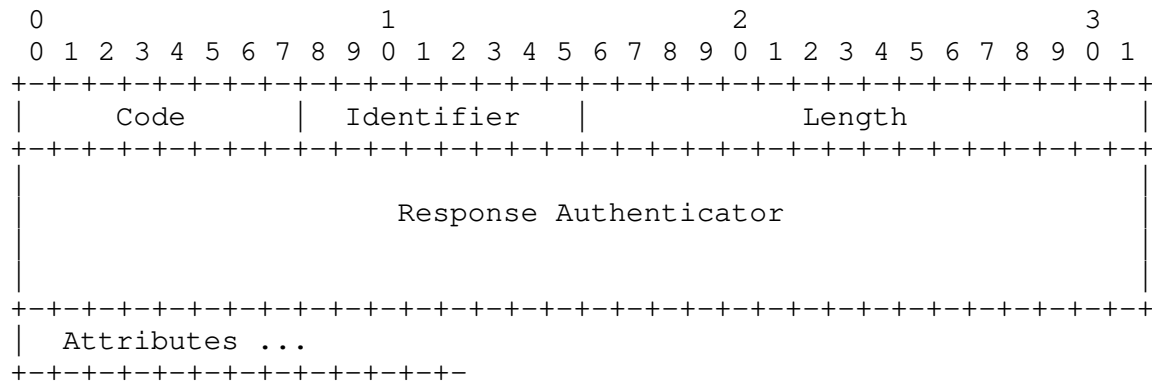 0                   1                   2                   3
 0 1 2 3 4 5 6 7 8 9 0 1 2 3 4 5 6 7 8 9 0 1 2 3 4 5 6 7 8 9 0 1
+-+-+-+-+-+-+-+-+-+-+-+-+-+-+-+-+-+-+-+-+-+-+-+-+-+-+-+-+-+-+-+-+
|     Code      |  Identifier   |            Length             |
+-+-+-+-+-+-+-+-+-+-+-+-+-+-+-+-+-+-+-+-+-+-+-+-+-+-+-+-+-+-+-+-+
|                                                               |
|                     Response Authenticator                    |
|                                                               |
|                                                               |
+-+-+-+-+-+-+-+-+-+-+-+-+-+-+-+-+-+-+-+-+-+-+-+-+-+-+-+-+-+-+-+-+
|  Attributes ...
+-+-+-+-+-+-+-+-+-+-+-+-+-